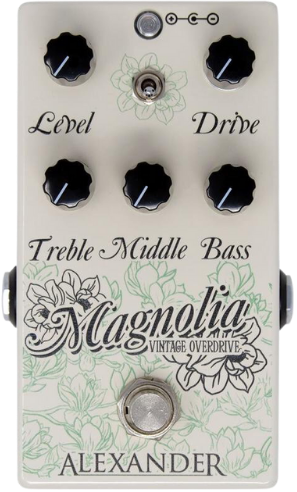 Level Drive
Treble Middle Bass
Magnolia
VINTAGE OVERDRIVE
ALEXANDER